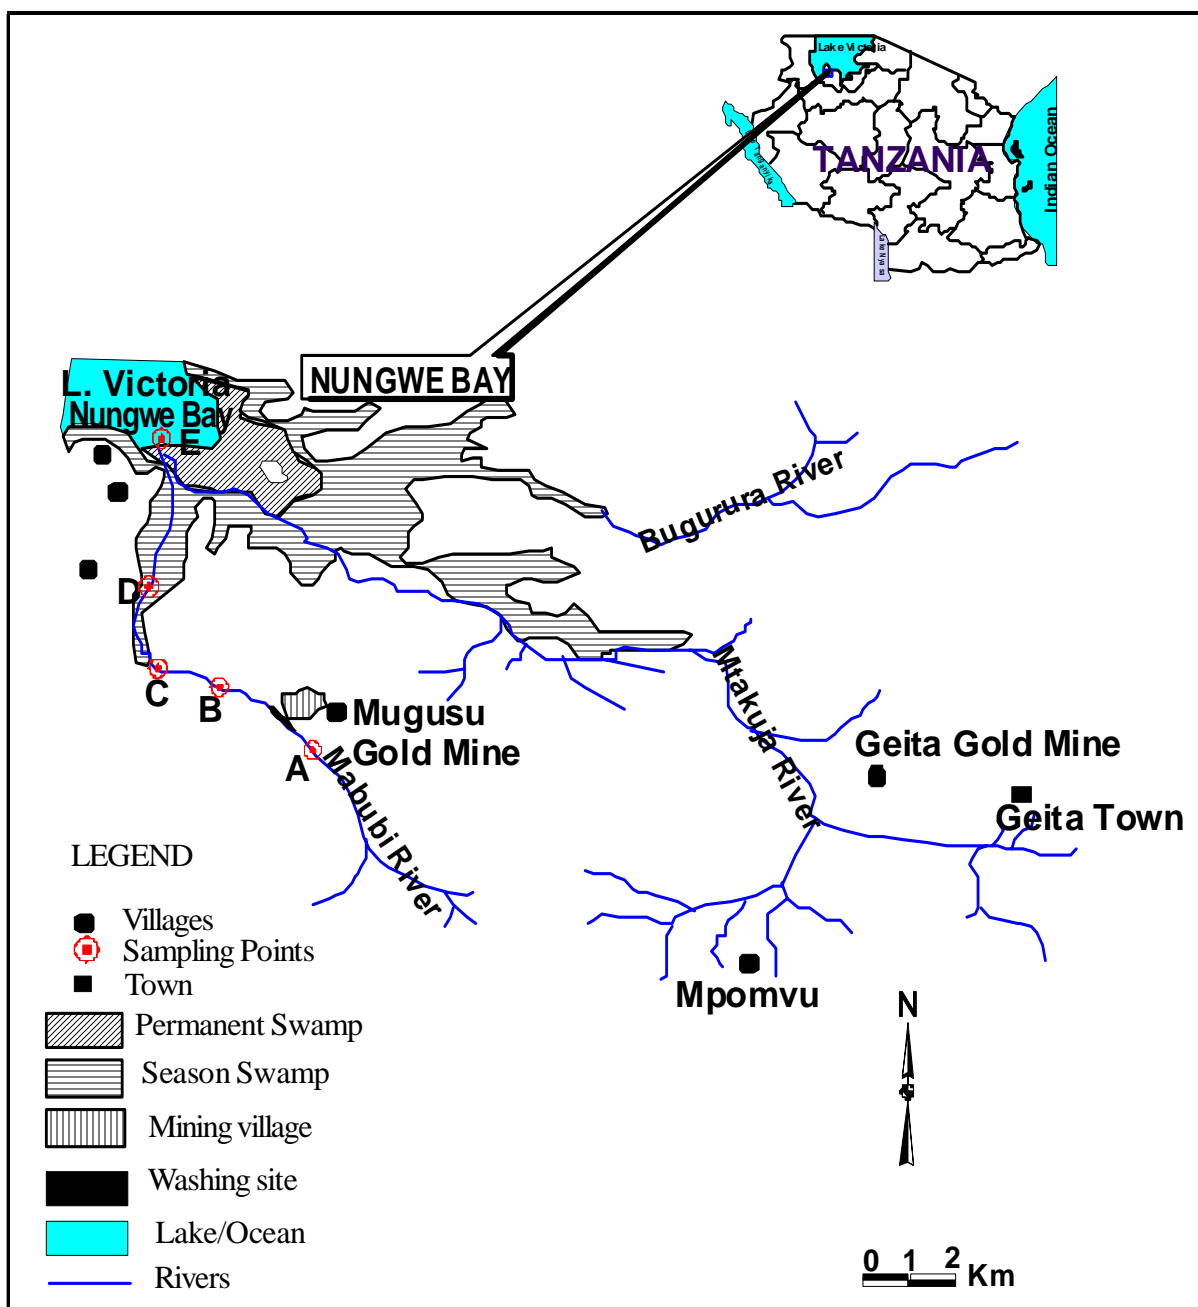 Lake Victoria
TANZANIA
Indian Ocean
Lake Nyasa
NUNGWE BAY
L. Victoria
Nungwe Bay
E
Bugurura River
D
C
B
A
Mugusu
Gold Mine
Mabubi River
Mtakuja River
Geita Gold Mine
Geita Town
Mpomvu
LEGEND
Villages
Sampling Points
Town
Permanent Swamp
Season Swamp
Mining village
Washing site
Lake/Ocean
Rivers
N
0 1 2 Km